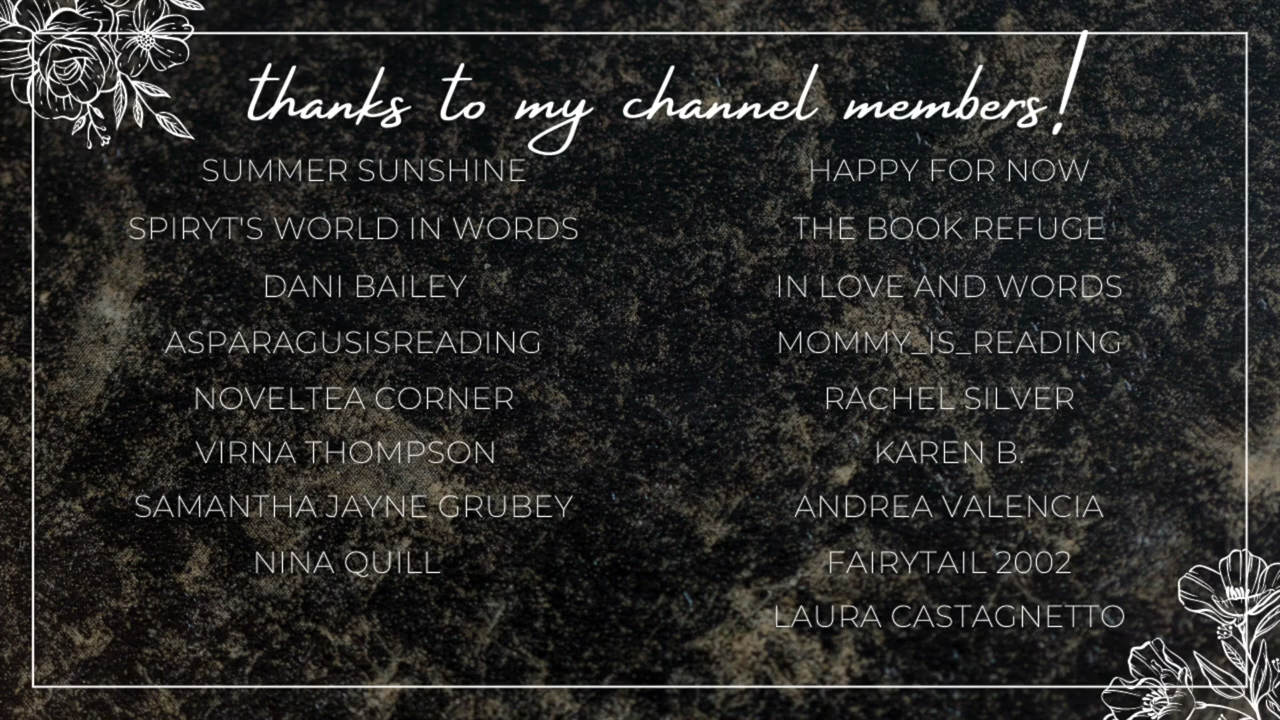 thanks to my channel members!
SUMMER SUNSHINE
SPIRYT'S WORLD IN WORDS
DANI BAILEY
ASPARAGUSISREADING
NOVELTEA CORNER
VIRNA THOMPSON
SAMANTHA JAYNE GRUBEY
NINA QUILL
HAPPY FOR NOW
THE BOOK REFUGE
IN LOVE AND WORDS
MOMMY_IS_READING
RACHEL SILVER
KAREN B.
ANDREA VALENCIA
FAIRYTAIL 2002
LAURA CASTAGNETTO